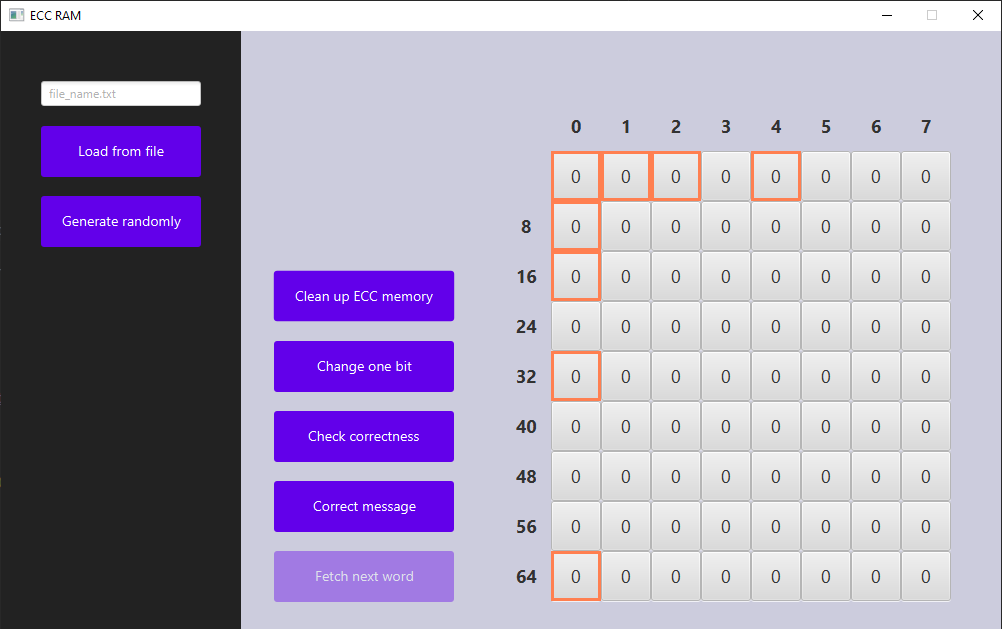 ECC RAM
file_name.txt
Load from file
Generate randomly
Clean up ECC memory
Change one bit
Check correctness
Correct message
Fetch next word
0 1 2 3 4 5 6 7
0 0 0 0 0 0 0 0
8 0 0 0 0 0 0 0 0
16 0 0 0 0 0 0 0 0
24 0 0 0 0 0 0 0 0
32 0 0 0 0 0 0 0 0
40 0 0 0 0 0 0 0 0
48 0 0 0 0 0 0 0 0
56 0 0 0 0 0 0 0 0
64 0 0 0 0 0 0 0 0